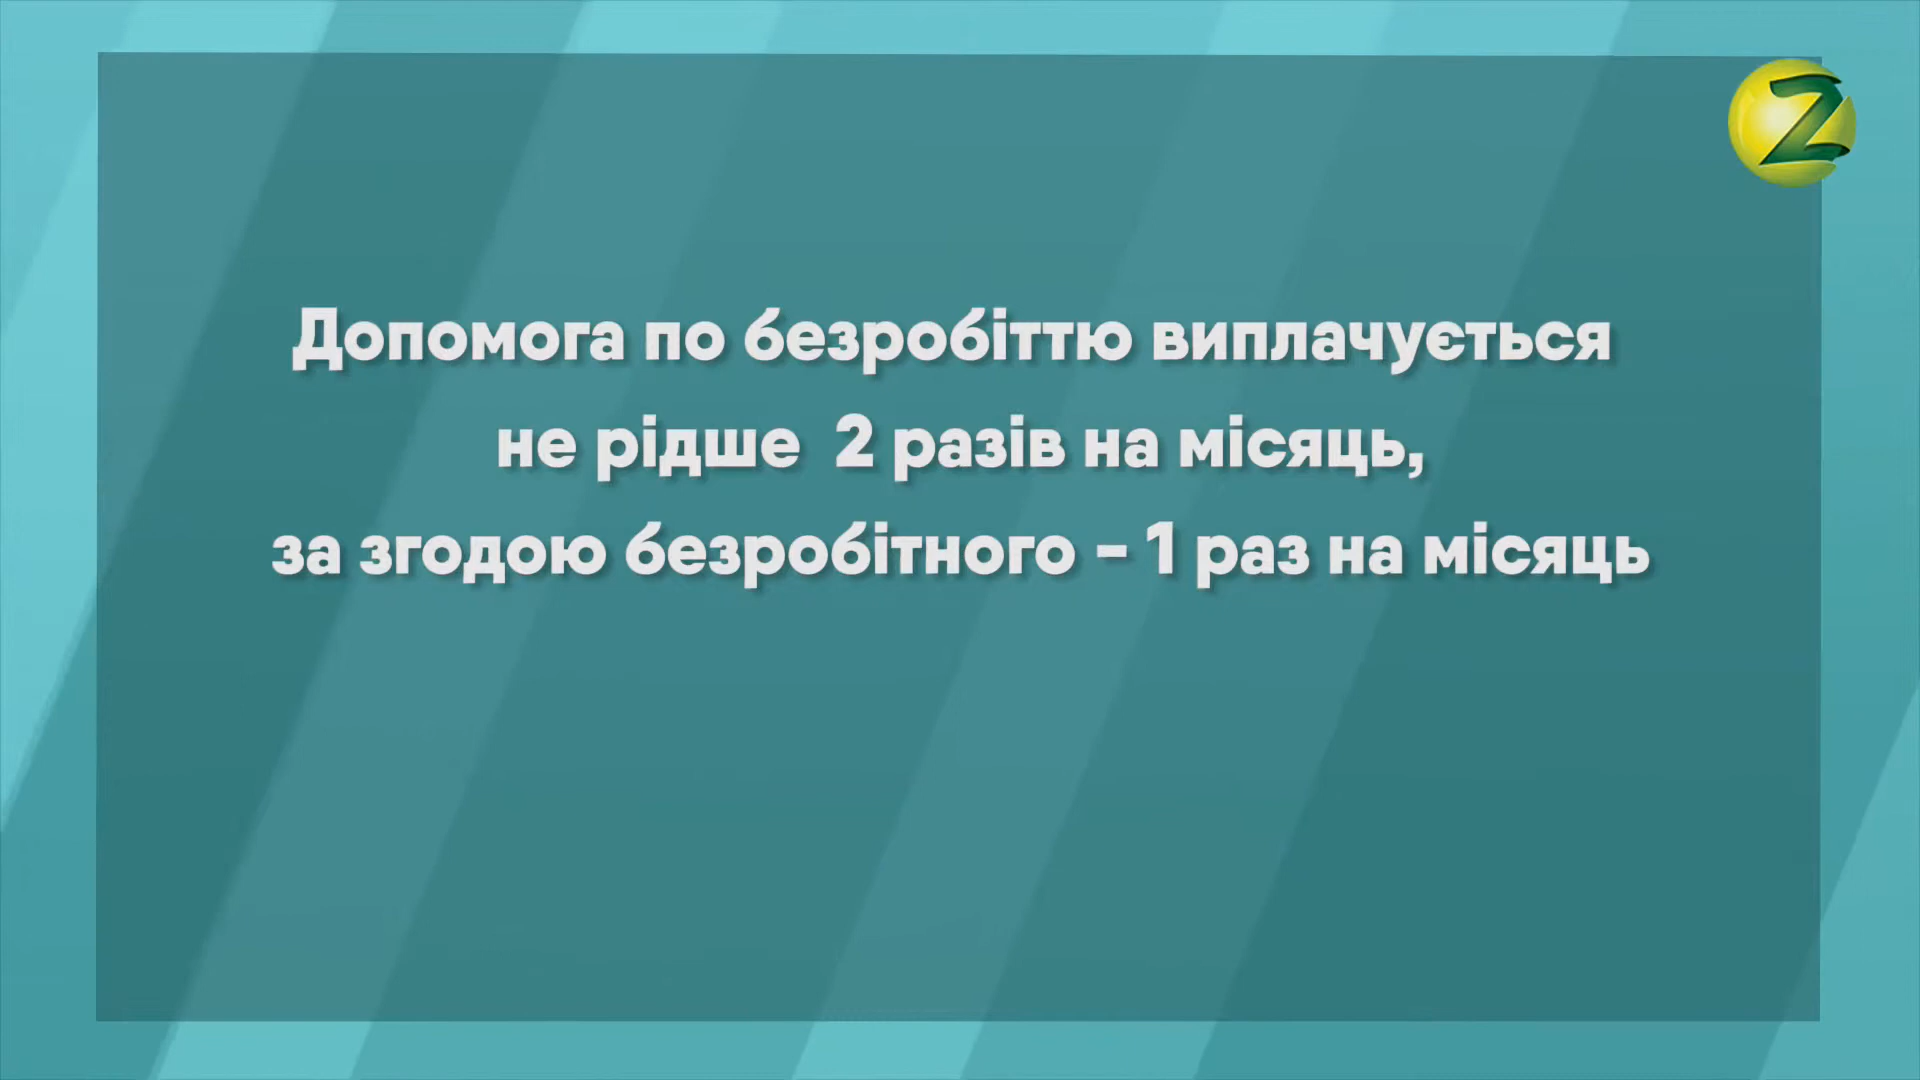 Z
Допомога по безробіттю виплачується
не рідше 2 разів на місяць,
за згодою безробітного - 1 раз на місяць